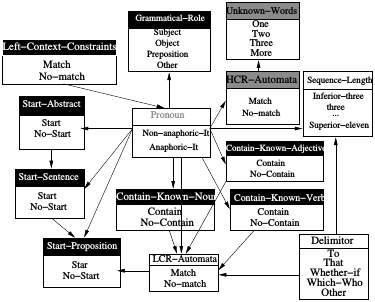 Grammatical-Role
Subject
Object
Preposition
Other
Unknown-Words
One
Two
Three
More
Left-Context-Constraints
Match
No-match
HCR-Automata
Match
No-match
Sequence-Length
Inferior-three
three
...
Superior-eleven
Start-Abstract
Start
No-Start
Pronoun
Non-anaphoric-It
Anaphoric-It
Contain-Known-Adjective
Contain
No-Contain
Start-Sentence
Start
No-Start
Contain-Known-Noun
Contain
No-Contain
Contain-Known-Verb
Contain
No-Contain
Start-Proposition
Star
No-Start
LCR-Automata
Match
No-match
Delimitor
To
That
Whether-if
Which-Who
Other